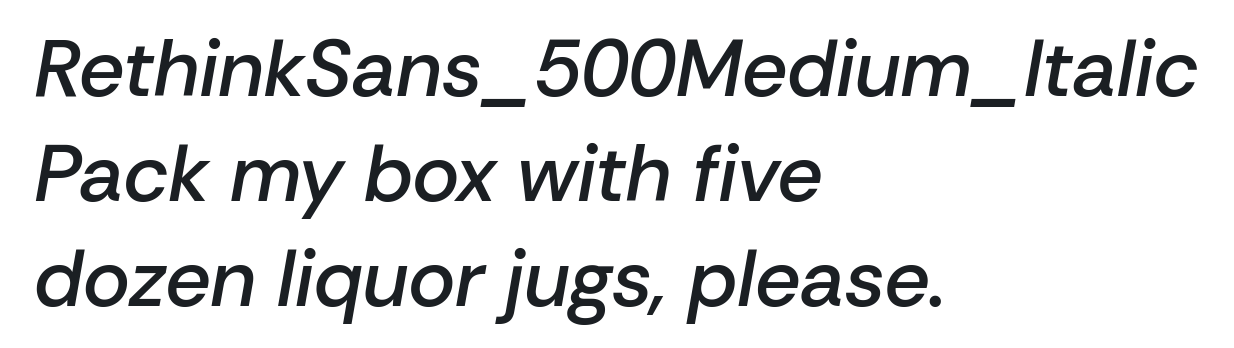 RethinkSans_500Medium_Italic
Pack my box with five
dozen liquor jugs, please.